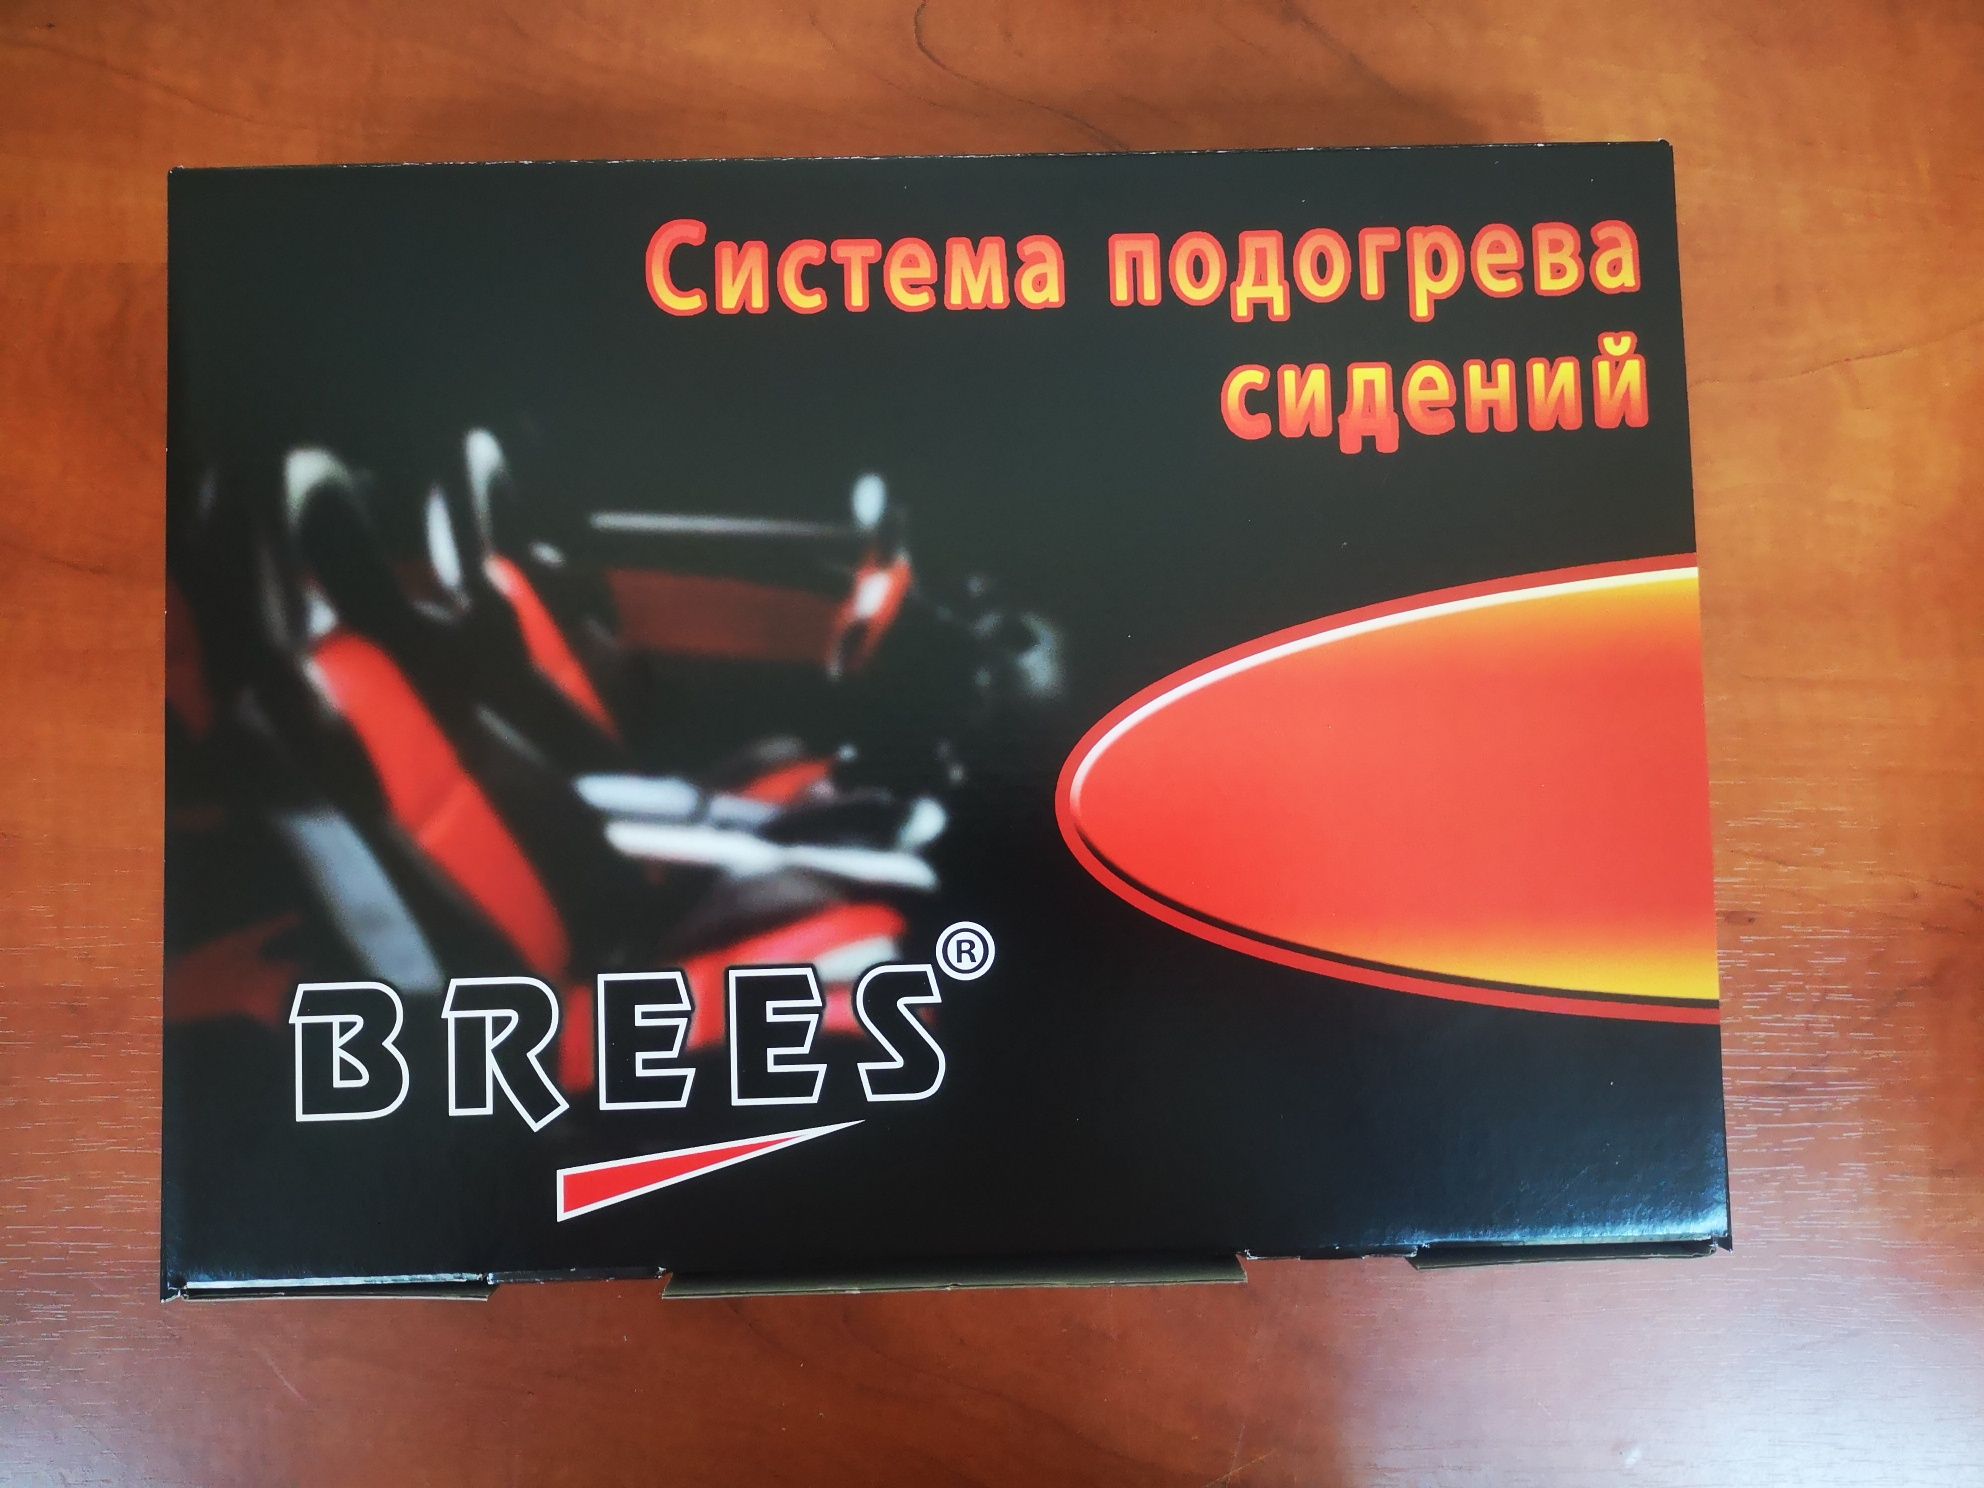 Система подогрева
сидений
BREES®